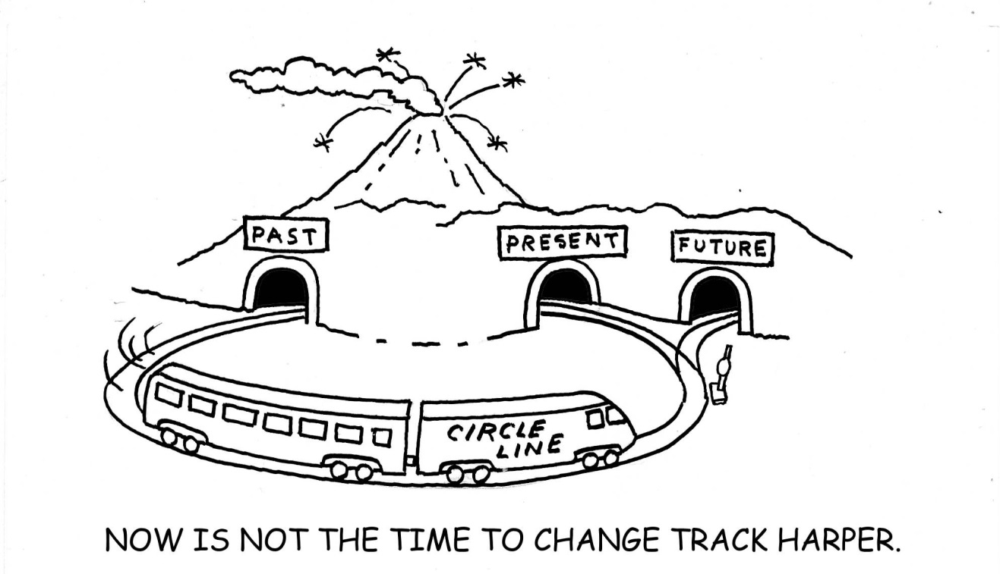 PAST
PRESENT
FUTURE
CIRCLE
LINE
NOW IS NOT THE TIME TO CHANGE TRACK HARPER.